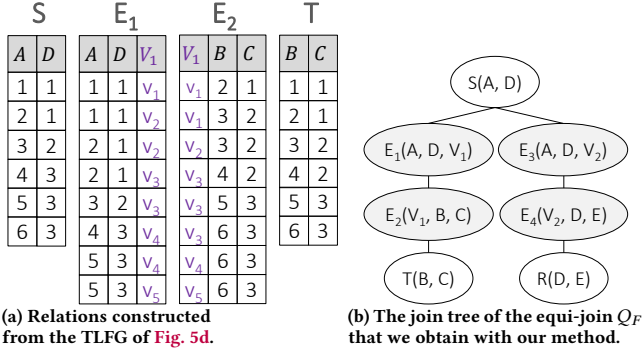 S E₁ E₂ T
A D A D V₁ V₁ B C B C
1 1 1 1 v₁ v₁ 2 1 1 1
2 1 1 1 v₂ v₁ 3 2 2 1
3 2 2 1 v₂ v₂ 3 2 3 2
4 3 2 1 v₃ v₃ 4 2 4 2
5 3 3 2 v₃ v₃ 5 3 5 3
6 3 4 3 v₄ v₃ 6 3 6 3
5 3 v₄ v₄ 6 3
5 3 v₅ v₅ 6 3
(a) Relations constructed
from the TLFG of Fig. 5d.
S(A, D)
E₁(A, D, V₁) E₃(A, D, V₂)
E₂(V₁, B, C) E₄(V₂, D, E)
T(B, C) R(D, E)
(b) The join tree of the equi-join Q_F
that we obtain with our method.